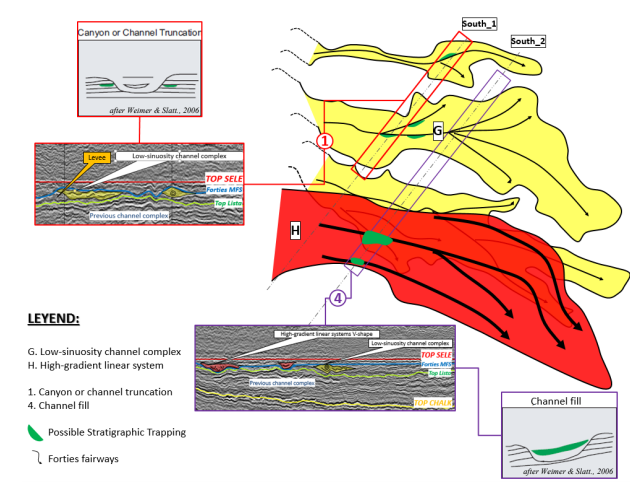 Canyon or Channel Truncation
after Weimer & Slatt., 2006
South_1
South_2
G
1
Levee
Low-sinuosity channel complex
TOP SELE
Forties MFS
Top Lista
Previous channel complex
H
4
LEYEND:
G. Low-sinuosity channel complex
H. High-gradient linear system
1. Canyon or channel truncation
4. Channel fill
Possible Stratigraphic Trapping
Forties fairways
High-gradient linear systems V-shape
Low-sinuosity channel complex
TOP SELE
Forties MFS
Top Lista
Previous channel complex
TOP CHALK
Channel fill
after Weimer & Slatt., 2006